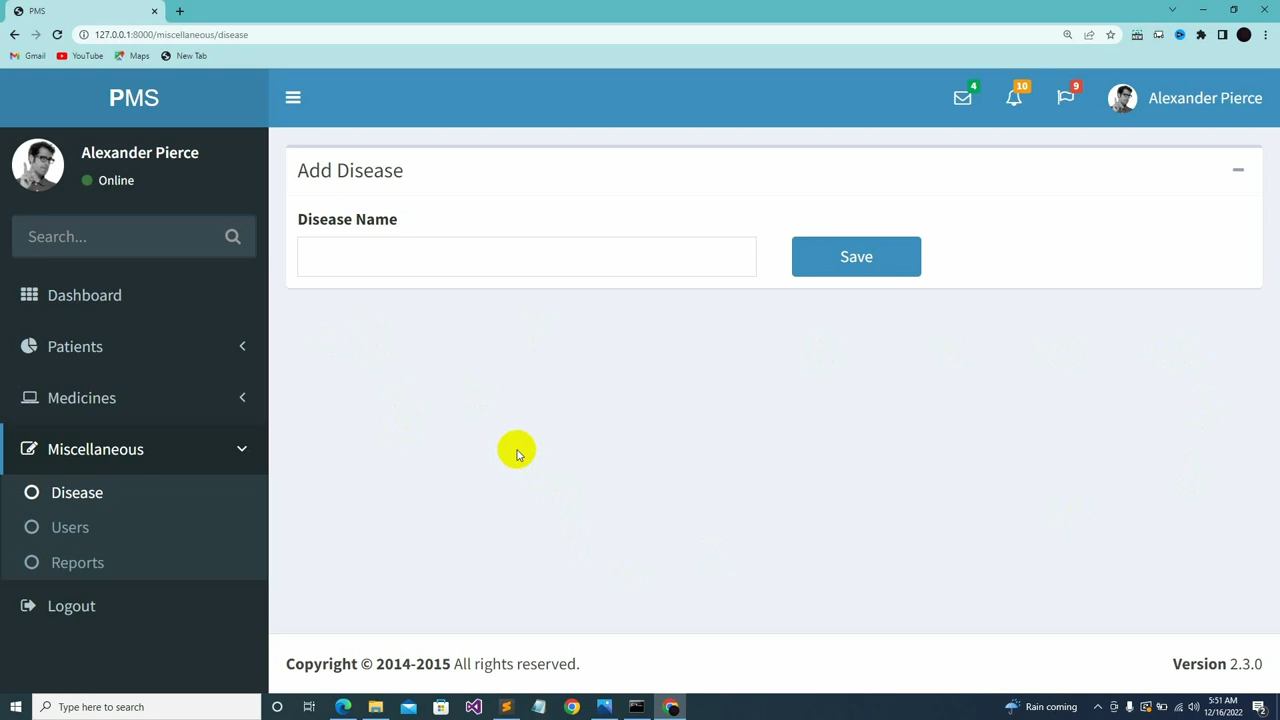 PMS
127.0.0.1:8000/miscellaneous/disease
Gmail
YouTube
Maps
New Tab
PMS
4
10
9
Alexander Pierce
Alexander Pierce
Online
Search...
Dashboard
Patients
Medicines
Miscellaneous
Disease
Users
Reports
Logout
Add Disease
Disease Name
Save
Copyright © 2014-2015 All rights reserved.
Version 2.3.0
Type here to search
Rain coming
5:51 AM
12/16/2022